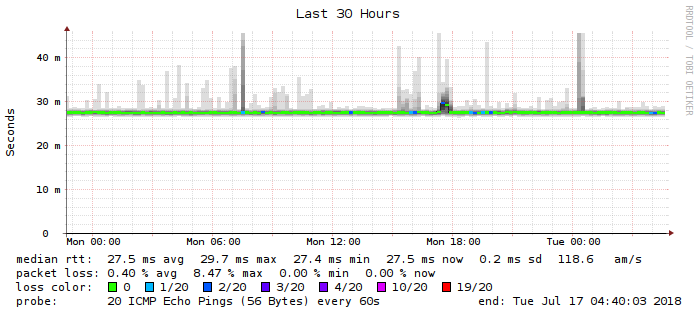 Last 30 Hours
RRDTOOL / TOBI OETIKER
Seconds
40 m
30 m
20 m
10 m
0
Mon 00:00 Mon 06:00 Mon 12:00 Mon 18:00 Tue 00:00
median rtt: 27.5 ms avg 29.7 ms max 27.4 ms min 27.5 ms now 0.2 ms sd 118.6 am/s
packet loss: 0.40 % avg 8.47 % max 0.00 % min 0.00 % now
loss color: 0 1/20 2/20 3/20 4/20 10/20 19/20
probe: 20 ICMP Echo Pings (56 Bytes) every 60s end: Tue Jul 17 04:40:03 2018